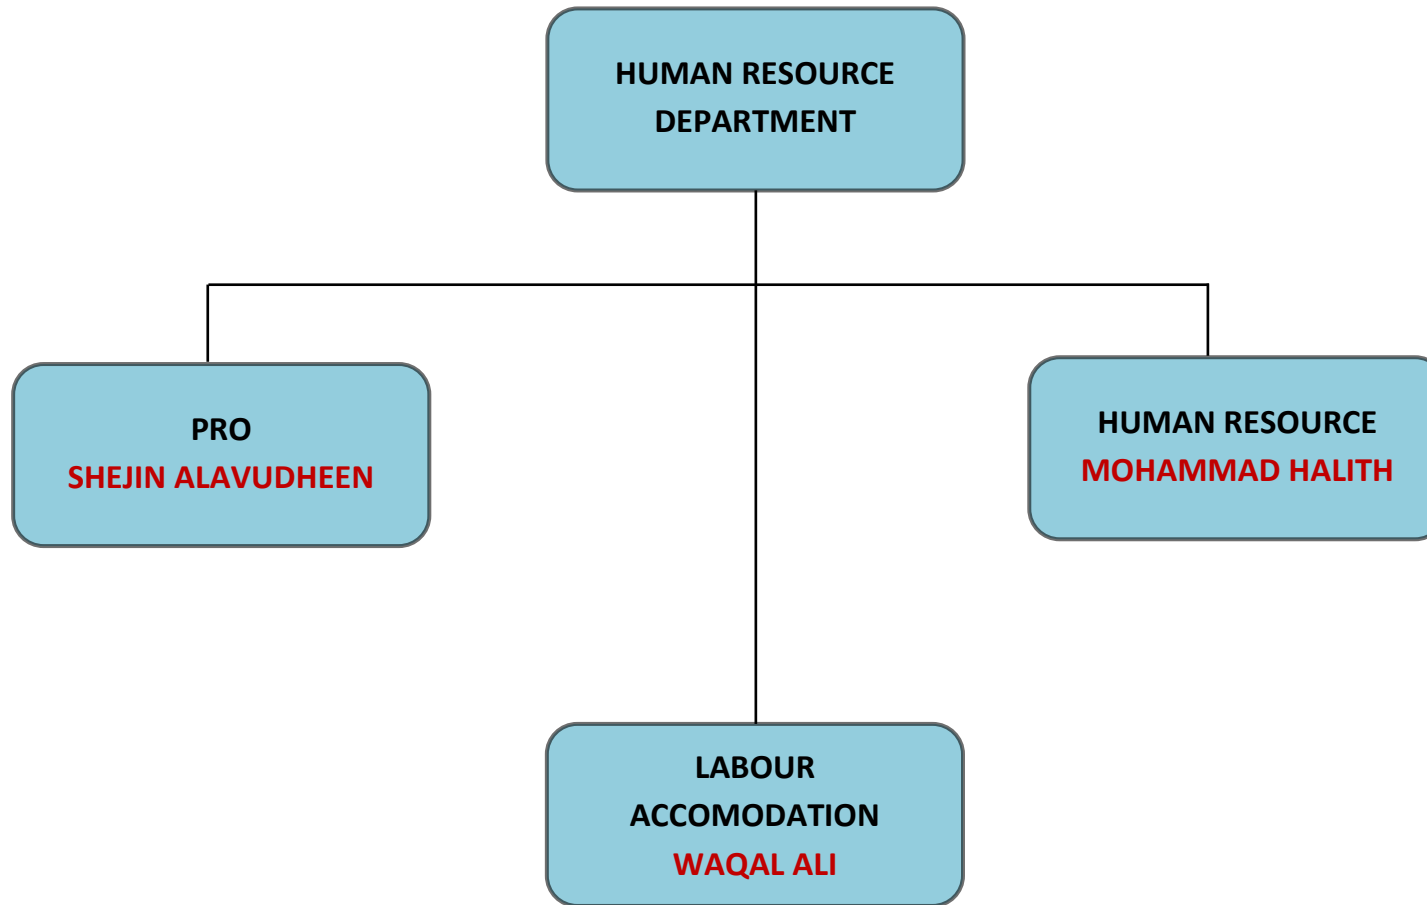 HUMAN RESOURCE
DEPARTMENT
PRO
SHEJIN ALAVUDHEEN
HUMAN RESOURCE
MOHAMMAD HALITH
LABOUR
ACCOMODATION
WAQAL ALI